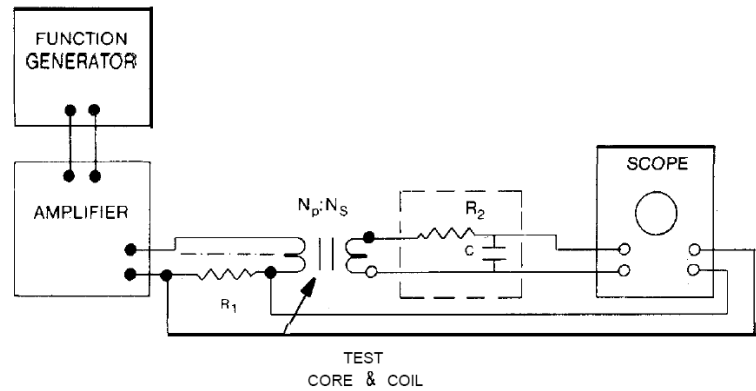 FUNCTION
GENERATOR
AMPLIFIER
Np:NS
R2
C
SCOPE
R1
TEST
CORE & COIL